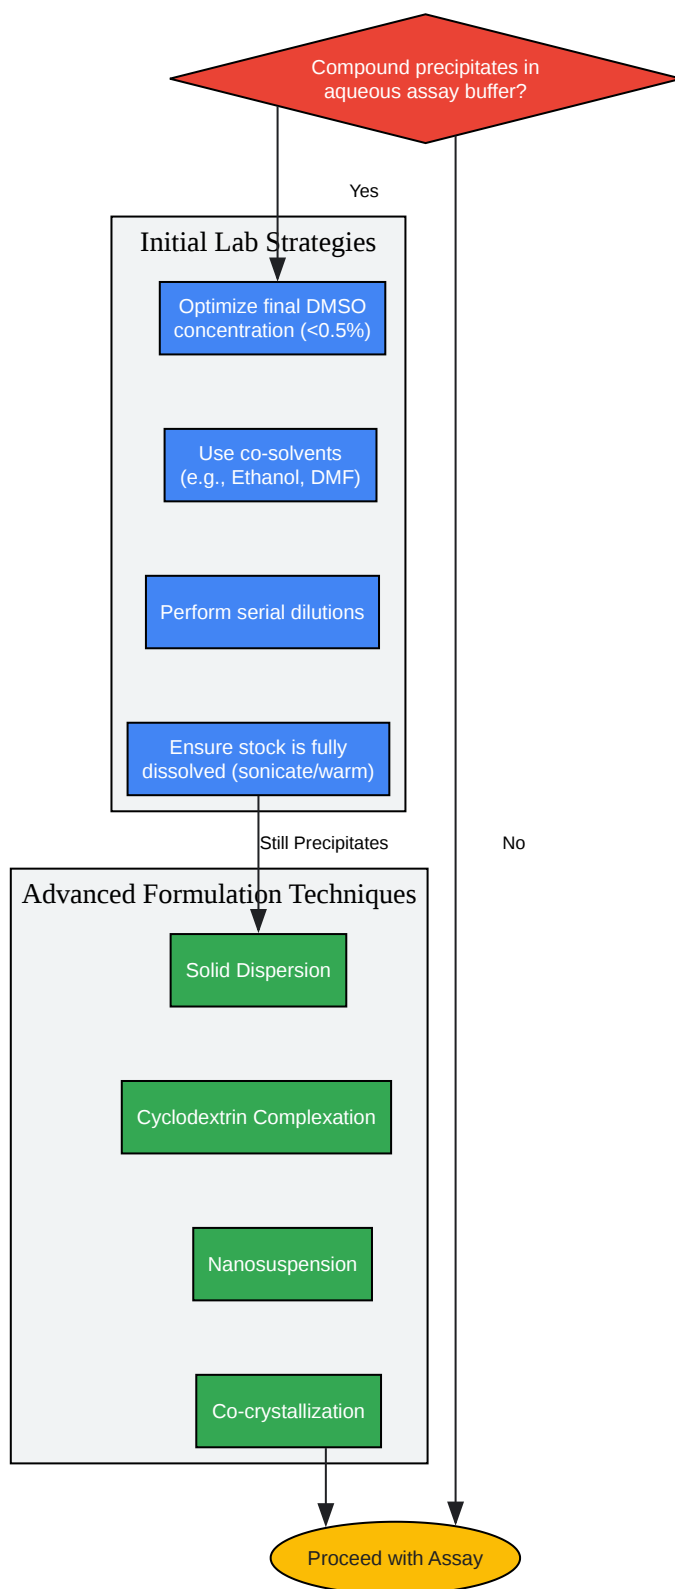 Compound precipitates in
aqueous assay buffer?
Yes
Initial Lab Strategies
Optimize final DMSO
concentration (<0.5%)
Use co-solvents
(e.g., Ethanol, DMF)
Perform serial dilutions
Ensure stock is fully
dissolved (sonicate/warm)
Still Precipitates
No
Advanced Formulation Techniques
Solid Dispersion
Cyclodextrin Complexation
Nanosuspension
Co-crystallization
Proceed with Assay